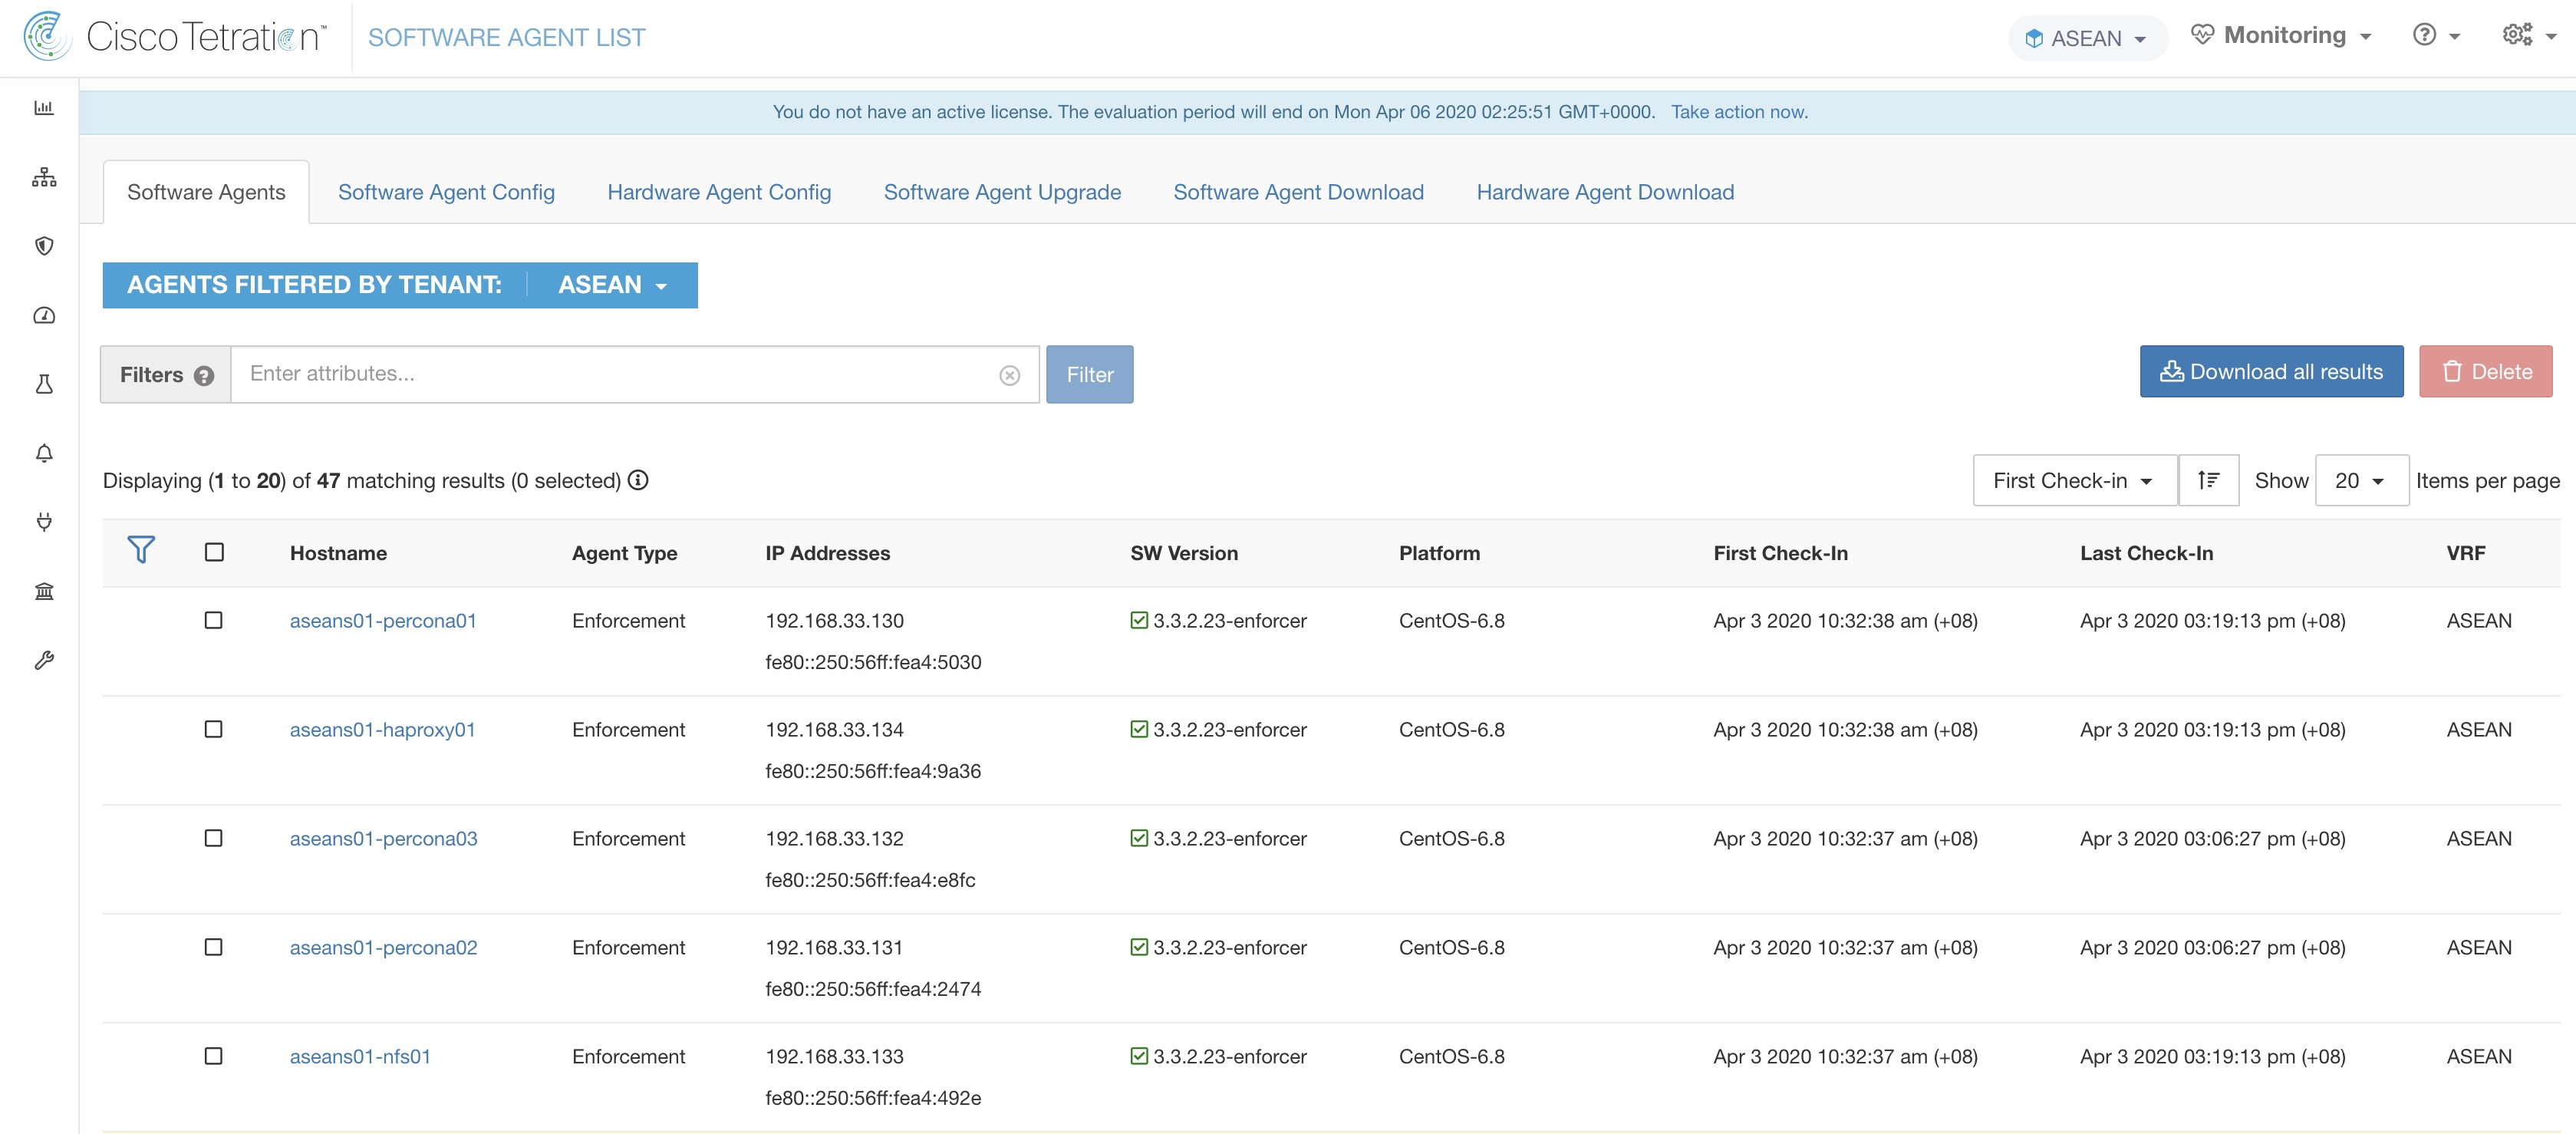 Cisco Tetration™ SOFTWARE AGENT LIST ASEAN Monitoring
You do not have an active license. The evaluation period will end on Mon Apr 06 2020 02:25:51 GMT+0000. Take action now.
Software Agents Software Agent Config Hardware Agent Config Software Agent Upgrade Software Agent Download Hardware Agent Download
AGENTS FILTERED BY TENANT: ASEAN
Filters Enter attributes... Filter Download all results Delete
Displaying (1 to 20) of 47 matching results (0 selected) First Check-in Show 20 Items per page
Hostname Agent Type IP Addresses SW Version Platform First Check-In Last Check-In VRF
aseans01-percona01 Enforcement 192.168.33.130 3.3.2.23-enforcer CentOS-6.8 Apr 3 2020 10:32:38 am (+08) Apr 3 2020 03:19:13 pm (+08) ASEAN
fe80::250:56ff:fea4:5030
aseans01-haproxy01 Enforcement 192.168.33.134 3.3.2.23-enforcer CentOS-6.8 Apr 3 2020 10:32:38 am (+08) Apr 3 2020 03:19:13 pm (+08) ASEAN
fe80::250:56ff:fea4:9a36
aseans01-percona03 Enforcement 192.168.33.132 3.3.2.23-enforcer CentOS-6.8 Apr 3 2020 10:32:37 am (+08) Apr 3 2020 03:06:27 pm (+08) ASEAN
fe80::250:56ff:fea4:e8fc
aseans01-percona02 Enforcement 192.168.33.131 3.3.2.23-enforcer CentOS-6.8 Apr 3 2020 10:32:37 am (+08) Apr 3 2020 03:06:27 pm (+08) ASEAN
fe80::250:56ff:fea4:2474
aseans01-nfs01 Enforcement 192.168.33.133 3.3.2.23-enforcer CentOS-6.8 Apr 3 2020 10:32:37 am (+08) Apr 3 2020 03:19:13 pm (+08) ASEAN
fe80::250:56ff:fea4:492e